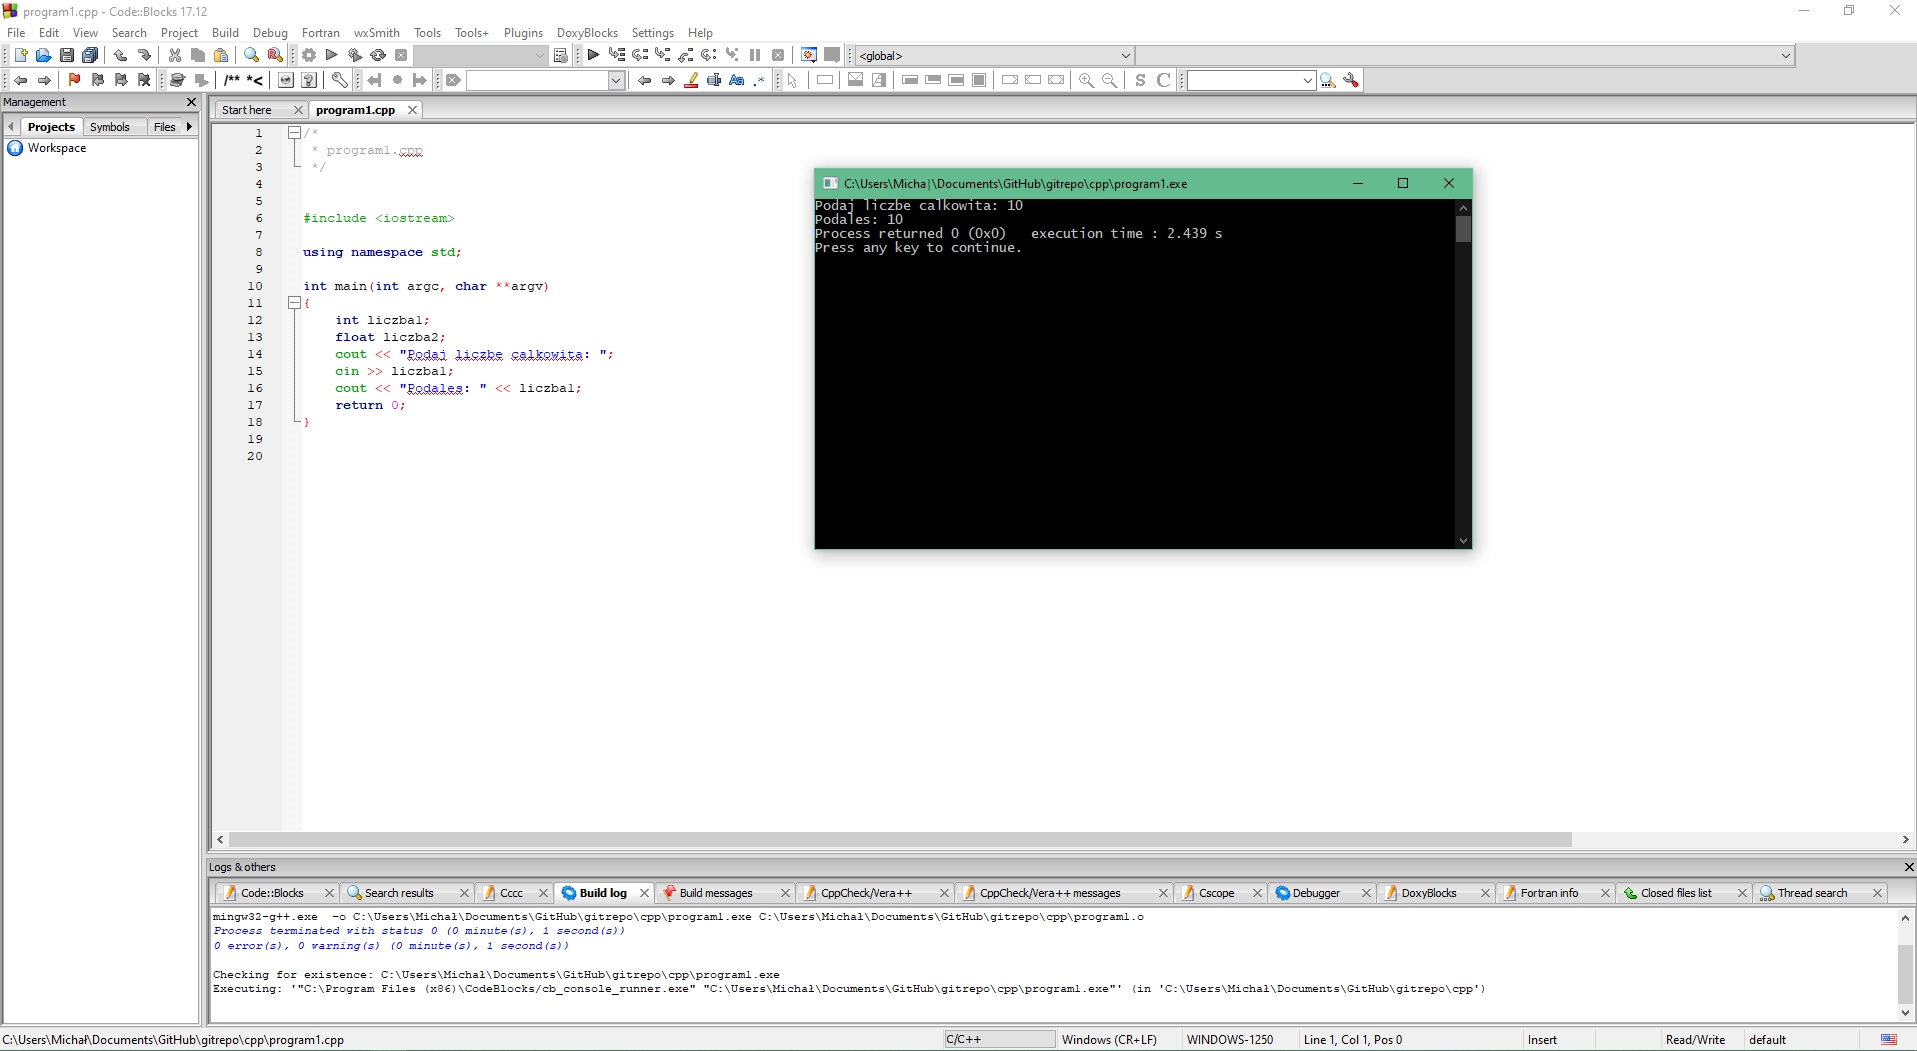 program1.cpp - Code::Blocks 17.12
File Edit View Search Project Build Debug Fortran wxSmith Tools Tools+ Plugins DoxyBlocks Settings Help
<global>
/** *<
Aa .* S C
Management
Projects Symbols Files
Workspace
Start here program1.cpp
1 /*
2 * program1.cpp
3 */
4
5
6 #include <iostream>
7
8 using namespace std;
9
10 int main(int argc, char **argv)
11 {
12 int liczba1;
13 float liczba2;
14 cout << "Podaj liczbe calkowita: ";
15 cin >> liczba1;
16 cout << "Podales: " << liczba1;
17 return 0;
18 }
19
20
C:\Users\Micha|\Documents\GitHub\gitrepo\cpp\program1.exe
Podaj liczbe calkowita: 10
Podales: 10
Process returned 0 (0x0) execution time : 2.439 s
Press any key to continue.
Logs & others
Code::Blocks Search results Cccc Build log Build messages CppCheck/Vera++ CppCheck/Vera++ messages Cscope Debugger DoxyBlocks Fortran info Closed files list Thread search
mingw32-g++.exe -o C:\Users\Michał\Documents\GitHub\gitrepo\cpp\program1.exe C:\Users\Michał\Documents\GitHub\gitrepo\cpp\program1.o
Process terminated with status 0 (0 minute(s), 1 second(s))
0 error(s), 0 warning(s) (0 minute(s), 1 second(s))
Checking for existence: C:\Users\Michał\Documents\GitHub\gitrepo\cpp\program1.exe
Executing: '"C:\Program Files (x86)\CodeBlocks/cb_console_runner.exe" "C:\Users\Michał\Documents\GitHub\gitrepo\cpp\program1.exe"' (in 'C:\Users\Michał\Documents\GitHub\gitrepo\cpp')
C:\Users\Michał\Documents\GitHub\gitrepo\cpp\program1.cpp C/C++ Windows (CR+LF) WINDOWS-1250 Line 1, Col 1, Pos 0 Insert Read/Write default